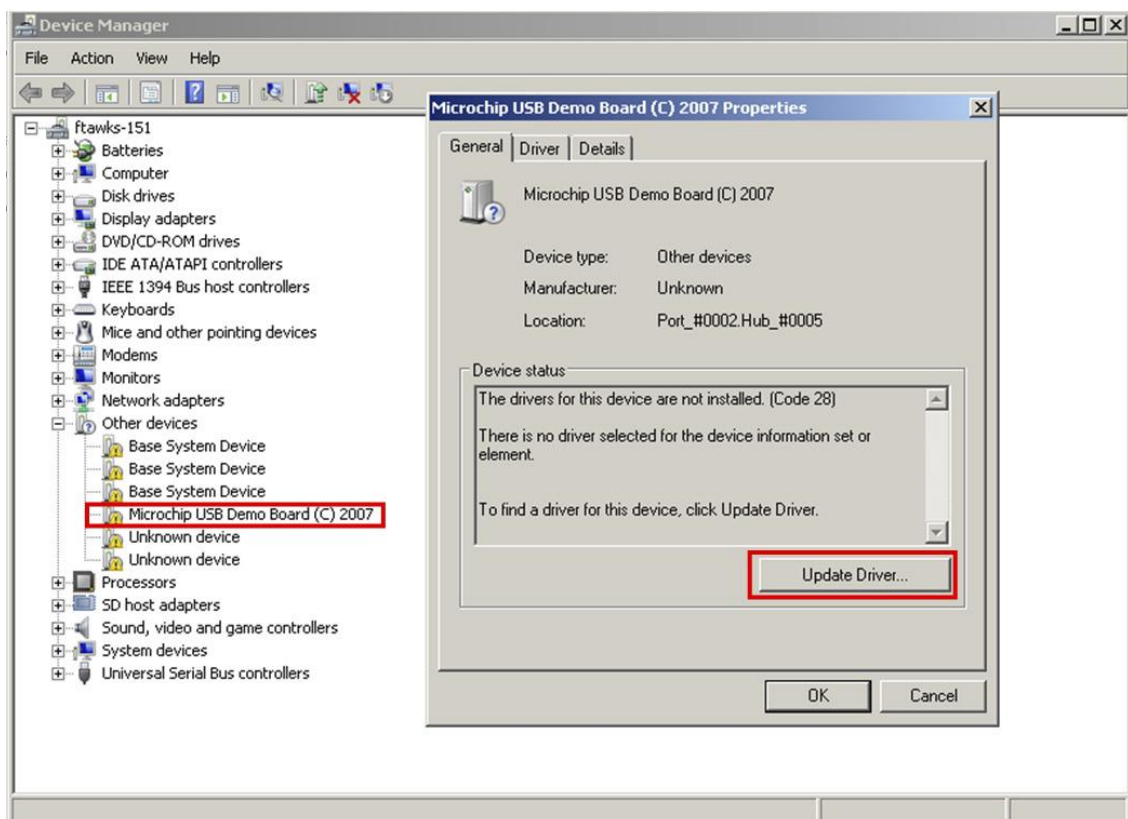 Device Manager
File Action View Help
ftawks-151
Batteries
Computer
Disk drives
Display adapters
DVD/CD-ROM drives
IDE ATA/ATAPI controllers
IEEE 1394 Bus host controllers
Keyboards
Mice and other pointing devices
Modems
Monitors
Network adapters
Other devices
Base System Device
Base System Device
Base System Device
Microchip USB Demo Board (C) 2007
Unknown device
Unknown device
Processors
SD host adapters
Sound, video and game controllers
System devices
Universal Serial Bus controllers
Microchip USB Demo Board (C) 2007 Properties
General Driver Details
Microchip USB Demo Board (C) 2007
Device type: Other devices
Manufacturer: Unknown
Location: Port_#0002.Hub_#0005
Device status
The drivers for this device are not installed. (Code 28)
There is no driver selected for the device information set or
element.
To find a driver for this device, click Update Driver.
Update Driver...
OK Cancel